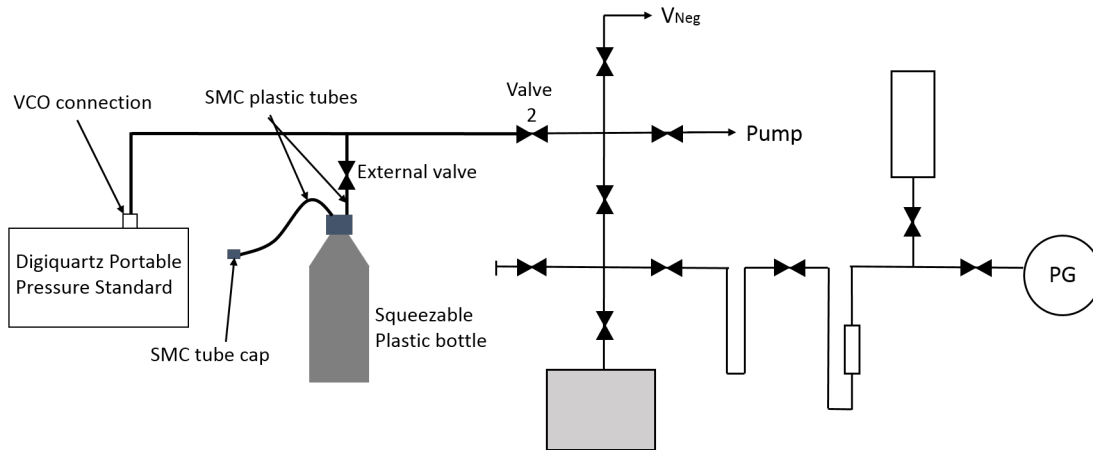 VNeg
VCO connection
SMC plastic tubes
Valve
2
Pump
External valve
Digiquartz Portable
Pressure Standard
PG
Squeezable
Plastic bottle
SMC tube cap